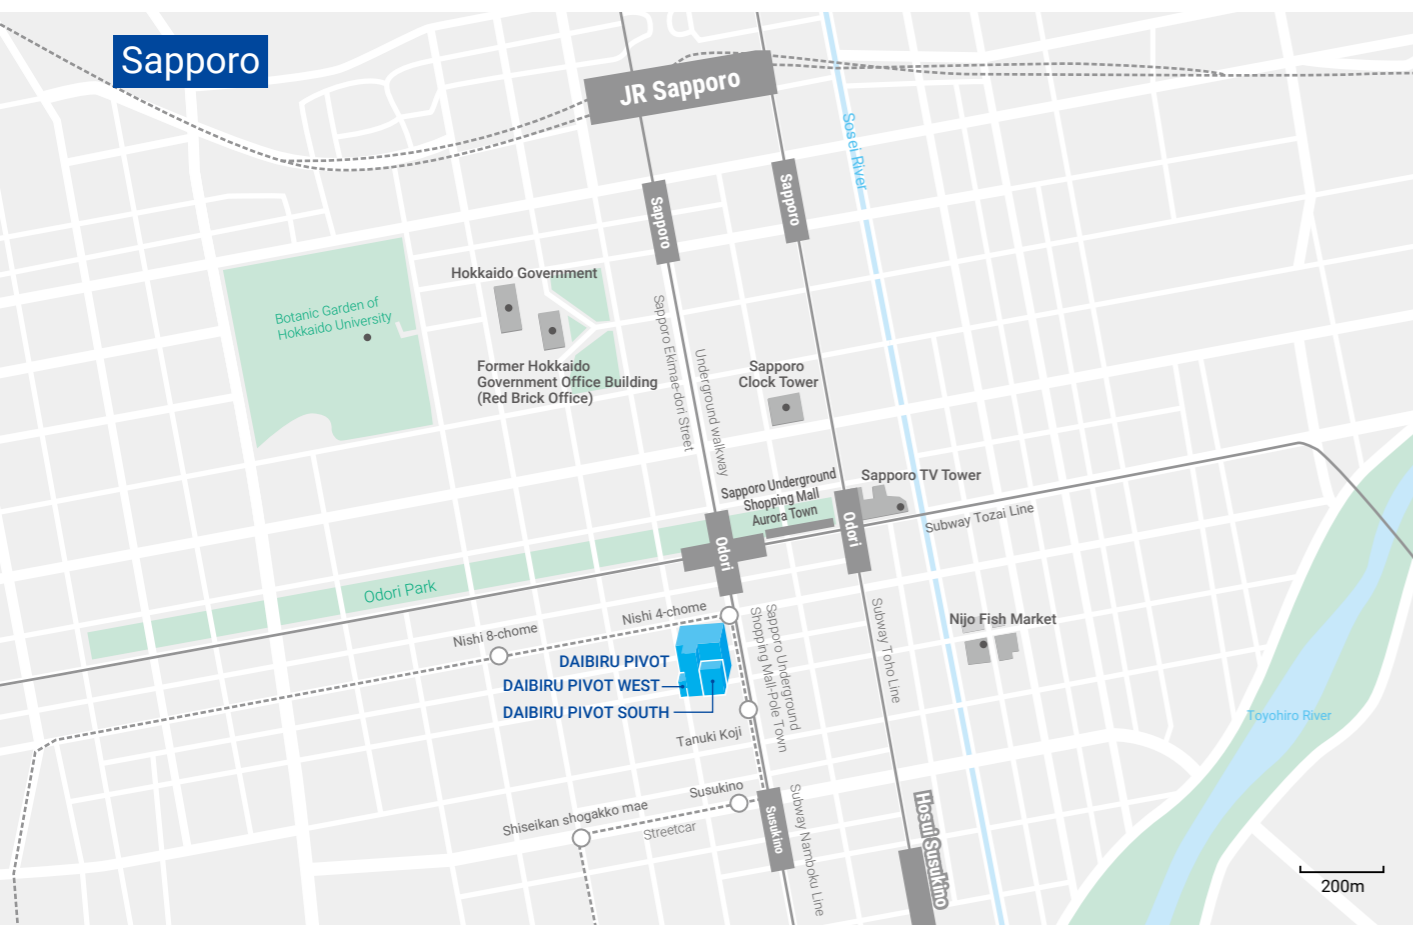 Sapporo
JR Sapporo
Sosei River
Sapporo
Sapporo
Hokkaido Government
Botanic Garden of
Hokkaido University
Sapporo Ekimae-dori Street
Underground walkway
Former Hokkaido
Government Office Building
(Red Brick Office)
Sapporo
Clock Tower
Sapporo Underground
Shopping Mall
Aurora Town
Sapporo TV Tower
Subway Tozai Line
Odori
Odori
Odori Park
Nishi 4-chome
Nishi 8-chome
Sapporo Underground
Shopping Mall-Pole Town
Subway Toho Line
Nijo Fish Market
DAIBIRU PIVOT
DAIBIRU PIVOT WEST
DAIBIRU PIVOT SOUTH
Tanuki Koji
Toyohiro River
Susukino
Shiseikan shogakko mae
Streetcar
Susukino
Subway Namboku Line
Hosui Susukino
200m